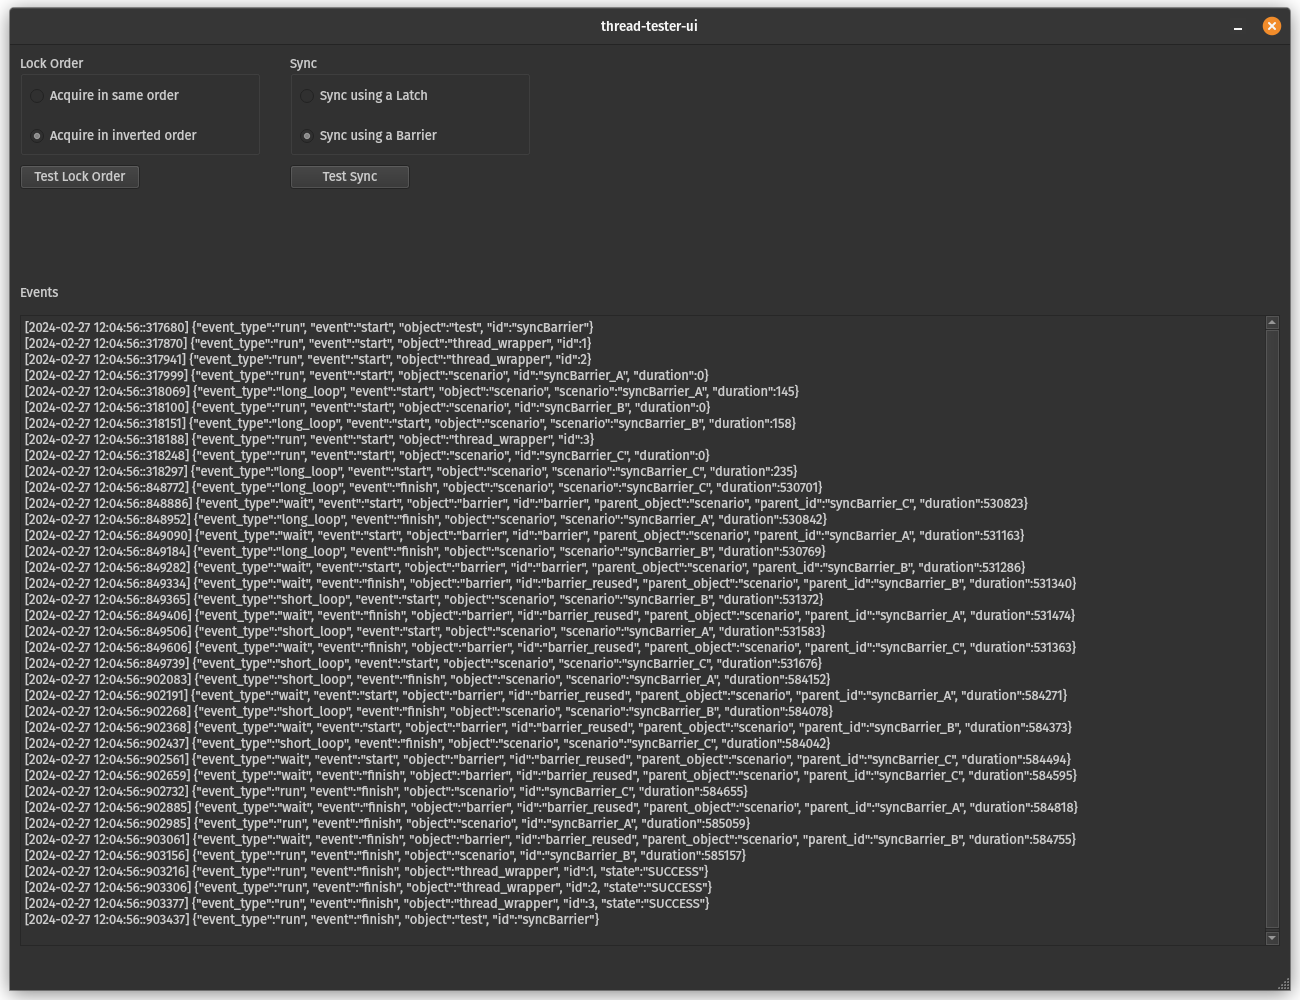 thread-tester-ui
Lock Order
Sync
Acquire in same order
Sync using a Latch
Acquire in inverted order
Sync using a Barrier
Test Lock Order
Test Sync
Events
[2024-02-27 12:04:56::317680] {"event_type":"run", "event":"start", "object":"test", "id":"syncBarrier"}
[2024-02-27 12:04:56::317870] {"event_type":"run", "event":"start", "object":"thread_wrapper", "id":1}
[2024-02-27 12:04:56::317941] {"event_type":"run", "event":"start", "object":"thread_wrapper", "id":2}
[2024-02-27 12:04:56::317999] {"event_type":"run", "event":"start", "object":"scenario", "id":"syncBarrier_A", "duration":0}
[2024-02-27 12:04:56::318069] {"event_type":"long_loop", "event":"start", "object":"scenario", "scenario":"syncBarrier_A", "duration":145}
[2024-02-27 12:04:56::318100] {"event_type":"run", "event":"start", "object":"scenario", "id":"syncBarrier_B", "duration":0}
[2024-02-27 12:04:56::318151] {"event_type":"long_loop", "event":"start", "object":"scenario", "scenario":"syncBarrier_B", "duration":158}
[2024-02-27 12:04:56::318188] {"event_type":"run", "event":"start", "object":"thread_wrapper", "id":3}
[2024-02-27 12:04:56::318248] {"event_type":"run", "event":"start", "object":"scenario", "id":"syncBarrier_C", "duration":0}
[2024-02-27 12:04:56::318297] {"event_type":"long_loop", "event":"start", "object":"scenario", "scenario":"syncBarrier_C", "duration":235}
[2024-02-27 12:04:56::848772] {"event_type":"long_loop", "event":"finish", "object":"scenario", "scenario":"syncBarrier_C", "duration":530701}
[2024-02-27 12:04:56::848886] {"event_type":"wait", "event":"start", "object":"barrier", "id":"barrier", "parent_object":"scenario", "parent_id":"syncBarrier_C", "duration":530823}
[2024-02-27 12:04:56::848952] {"event_type":"long_loop", "event":"finish", "object":"scenario", "scenario":"syncBarrier_A", "duration":530842}
[2024-02-27 12:04:56::849090] {"event_type":"wait", "event":"start", "object":"barrier", "id":"barrier", "parent_object":"scenario", "parent_id":"syncBarrier_A", "duration":531163}
[2024-02-27 12:04:56::849184] {"event_type":"long_loop", "event":"finish", "object":"scenario", "scenario":"syncBarrier_B", "duration":530769}
[2024-02-27 12:04:56::849282] {"event_type":"wait", "event":"start", "object":"barrier", "id":"barrier", "parent_object":"scenario", "parent_id":"syncBarrier_B", "duration":531286}
[2024-02-27 12:04:56::849334] {"event_type":"wait", "event":"finish", "object":"barrier", "id":"barrier_reused", "parent_object":"scenario", "parent_id":"syncBarrier_B", "duration":531340}
[2024-02-27 12:04:56::849365] {"event_type":"short_loop", "event":"start", "object":"scenario", "scenario":"syncBarrier_B", "duration":531372}
[2024-02-27 12:04:56::849406] {"event_type":"wait", "event":"finish", "object":"barrier", "id":"barrier_reused", "parent_object":"scenario", "parent_id":"syncBarrier_A", "duration":531474}
[2024-02-27 12:04:56::849506] {"event_type":"short_loop", "event":"start", "object":"scenario", "scenario":"syncBarrier_A", "duration":531583}
[2024-02-27 12:04:56::849606] {"event_type":"wait", "event":"finish", "object":"barrier", "id":"barrier_reused", "parent_object":"scenario", "parent_id":"syncBarrier_C", "duration":531363}
[2024-02-27 12:04:56::849739] {"event_type":"short_loop", "event":"start", "object":"scenario", "scenario":"syncBarrier_C", "duration":531676}
[2024-02-27 12:04:56::902083] {"event_type":"short_loop", "event":"finish", "object":"scenario", "scenario":"syncBarrier_A", "duration":584152}
[2024-02-27 12:04:56::902191] {"event_type":"wait", "event":"start", "object":"barrier", "id":"barrier_reused", "parent_object":"scenario", "parent_id":"syncBarrier_A", "duration":584271}
[2024-02-27 12:04:56::902268] {"event_type":"short_loop", "event":"finish", "object":"scenario", "scenario":"syncBarrier_B", "duration":584078}
[2024-02-27 12:04:56::902368] {"event_type":"wait", "event":"start", "object":"barrier", "id":"barrier_reused", "parent_object":"scenario", "parent_id":"syncBarrier_B", "duration":584373}
[2024-02-27 12:04:56::902437] {"event_type":"short_loop", "event":"finish", "object":"scenario", "scenario":"syncBarrier_C", "duration":584042}
[2024-02-27 12:04:56::902561] {"event_type":"wait", "event":"start", "object":"barrier", "id":"barrier_reused", "parent_object":"scenario", "parent_id":"syncBarrier_C", "duration":584494}
[2024-02-27 12:04:56::902659] {"event_type":"wait", "event":"finish", "object":"barrier", "id":"barrier_reused", "parent_object":"scenario", "parent_id":"syncBarrier_C", "duration":584595}
[2024-02-27 12:04:56::902732] {"event_type":"run", "event":"finish", "object":"scenario", "id":"syncBarrier_C", "duration":584655}
[2024-02-27 12:04:56::902885] {"event_type":"wait", "event":"finish", "object":"barrier", "id":"barrier_reused", "parent_object":"scenario", "parent_id":"syncBarrier_A", "duration":584818}
[2024-02-27 12:04:56::902985] {"event_type":"run", "event":"finish", "object":"scenario", "id":"syncBarrier_A", "duration":585059}
[2024-02-27 12:04:56::903061] {"event_type":"wait", "event":"finish", "object":"barrier", "id":"barrier_reused", "parent_object":"scenario", "parent_id":"syncBarrier_B", "duration":584755}
[2024-02-27 12:04:56::903156] {"event_type":"run", "event":"finish", "object":"scenario", "id":"syncBarrier_B", "duration":585157}
[2024-02-27 12:04:56::903216] {"event_type":"run", "event":"finish", "object":"thread_wrapper", "id":1, "state":"SUCCESS"}
[2024-02-27 12:04:56::903306] {"event_type":"run", "event":"finish", "object":"thread_wrapper", "id":2, "state":"SUCCESS"}
[2024-02-27 12:04:56::903377] {"event_type":"run", "event":"finish", "object":"thread_wrapper", "id":3, "state":"SUCCESS"}
[2024-02-27 12:04:56::903437] {"event_type":"run", "event":"finish", "object":"test", "id":"syncBarrier"}